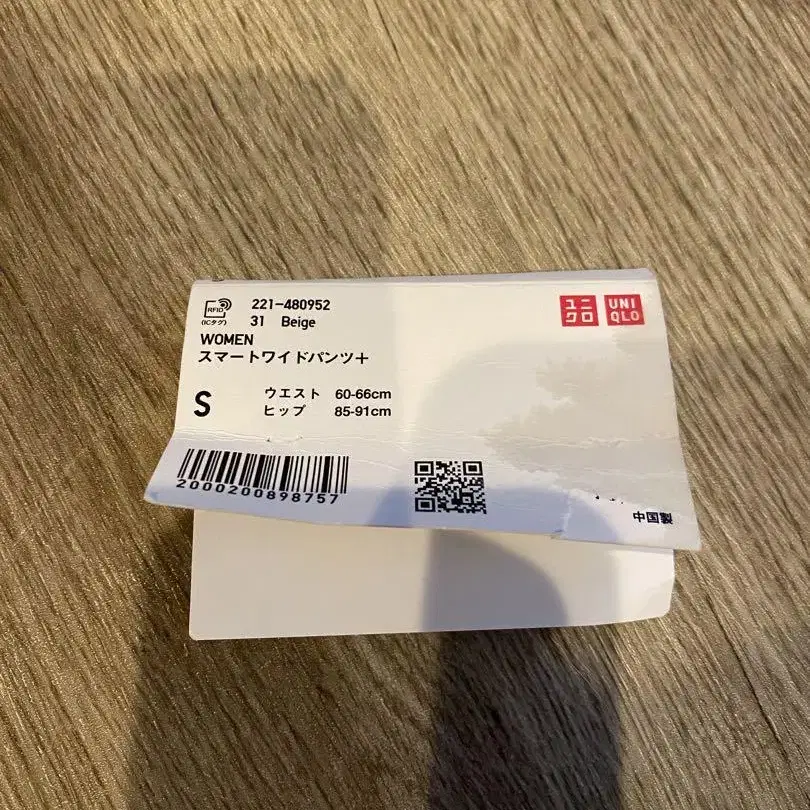 RFID
(ICタグ)
221-480952
31 Beige
WOMEN
スマートワイドパンツ+
S
ウエスト 60-66cm
ヒップ 85-91cm
2000200898757
ユニ
クロ
UNI
QLO
中国製